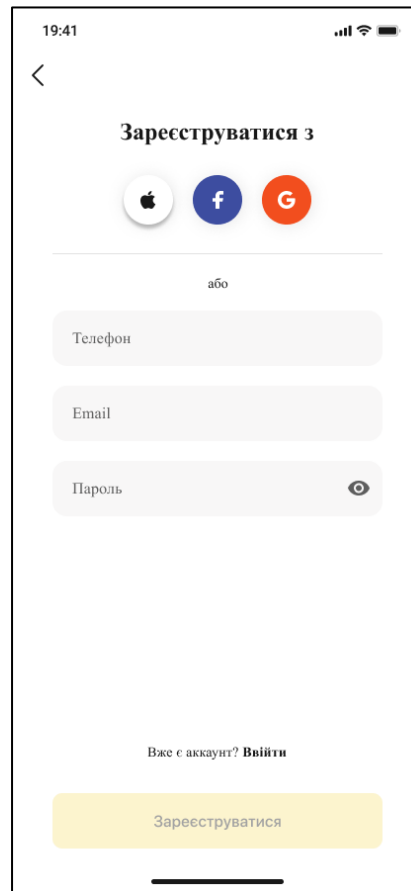 19:41
Зареєструватися з
або
Телефон
Email
Пароль
Вже є аккаунт? Ввійти
Зареєструватися